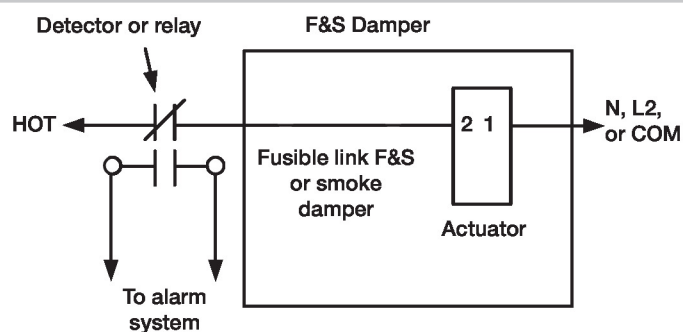 Detector or relay
F&S Damper
HOT
2 1
N, L2,
or COM
Fusible link F&S
or smoke
damper
Actuator
To alarm
system